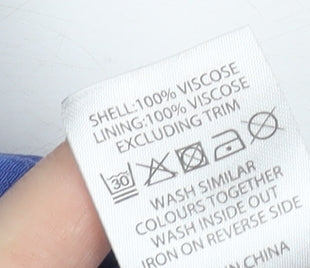 SHELL:100% VISCOSE
LINING:100% VISCOSE
EXCLUDING TRIM
30
WASH SIMILAR
COLOURS TOGETHER
WASH INSIDE OUT
IRON ON REVERSE SIDE
IN CHINA